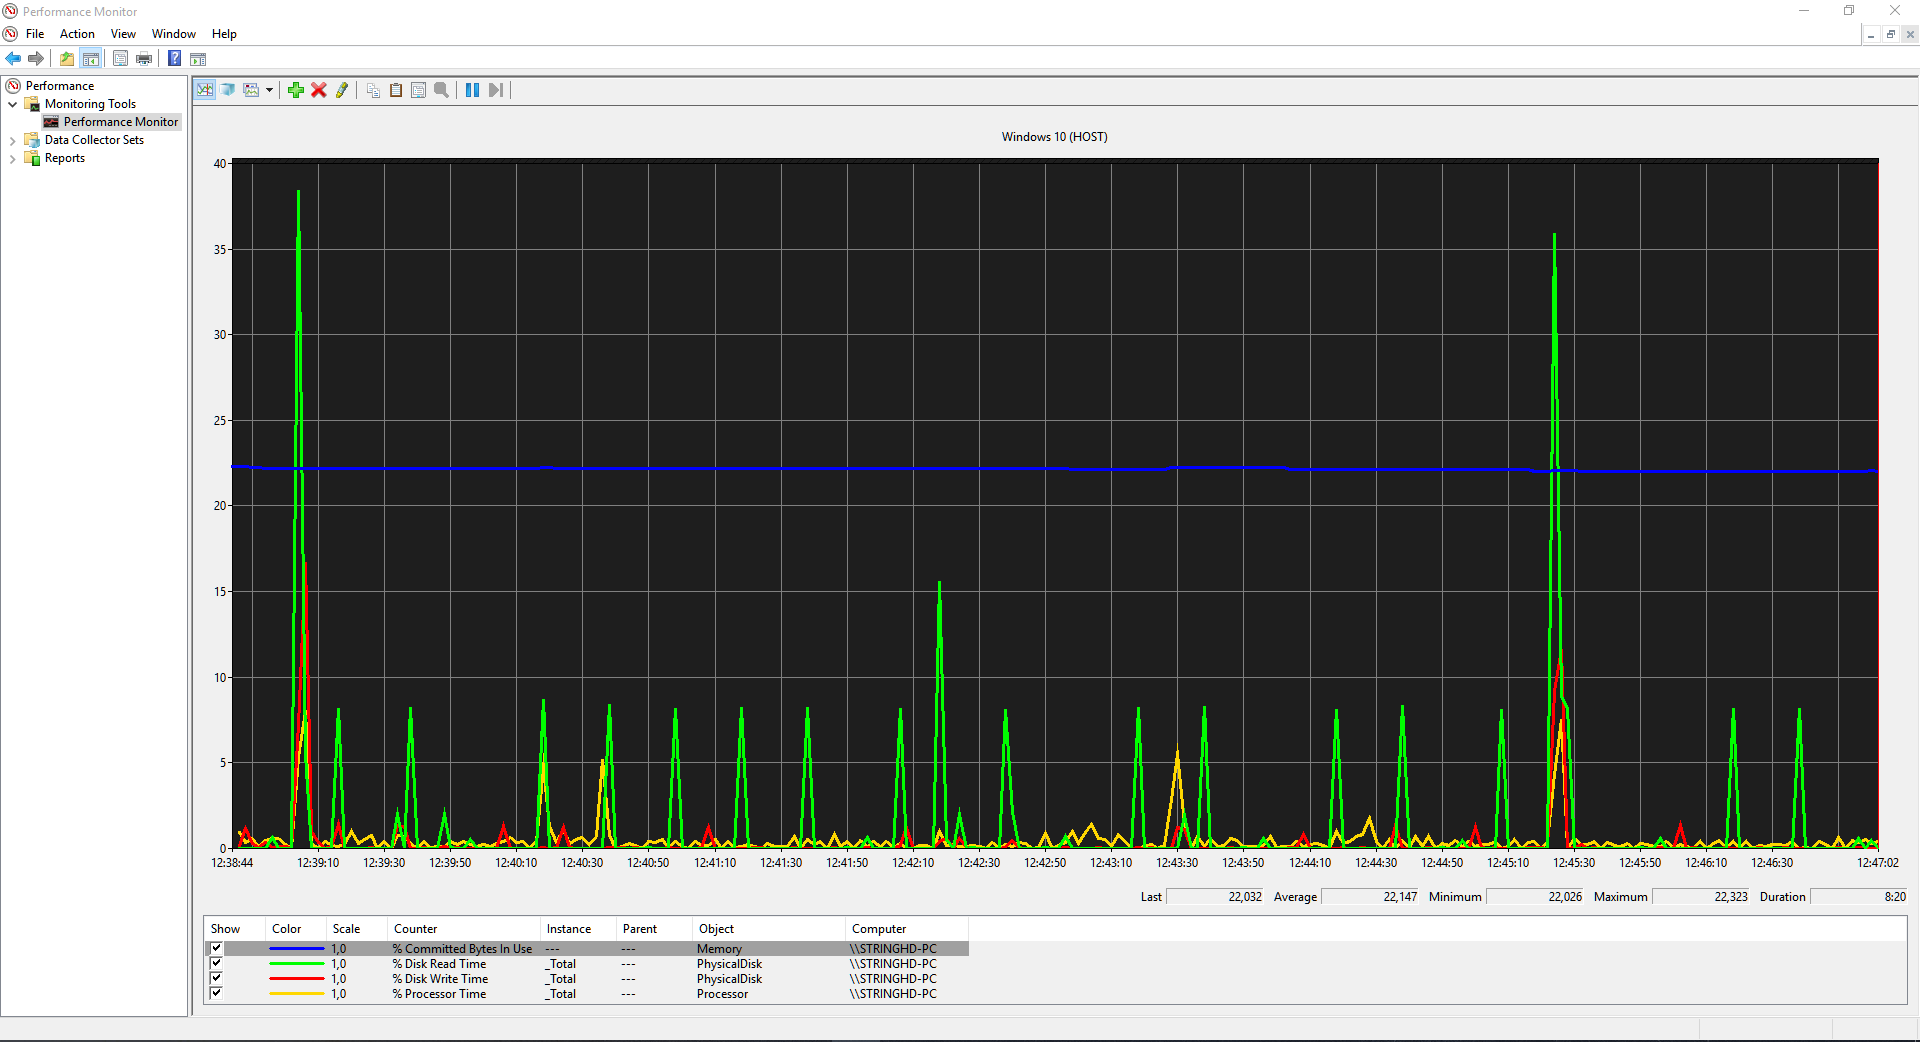 Performance Monitor
File Action View Window Help
Performance
Monitoring Tools
Performance Monitor
Data Collector Sets
Reports
Windows 10 (HOST)
40
35
30
25
20
15
10
5
0
12:38:44 12:39:10 12:39:30 12:39:50 12:40:10 12:40:30 12:40:50 12:41:10 12:41:30 12:41:50 12:42:10 12:42:30 12:42:50 12:43:10 12:43:30 12:43:50 12:44:10 12:44:30 12:44:50 12:45:10 12:45:30 12:45:50 12:46:10 12:46:30 12:47:02
Last 22,032 Average 22,147 Minimum 22,026 Maximum 22,323 Duration 8:20
Show Color Scale Counter Instance Parent Object Computer
1,0 % Committed Bytes In Use --- --- Memory \\STRINGHD-PC
1,0 % Disk Read Time _Total --- PhysicalDisk \\STRINGHD-PC
1,0 % Disk Write Time _Total --- PhysicalDisk \\STRINGHD-PC
1,0 % Processor Time _Total --- Processor \\STRINGHD-PC